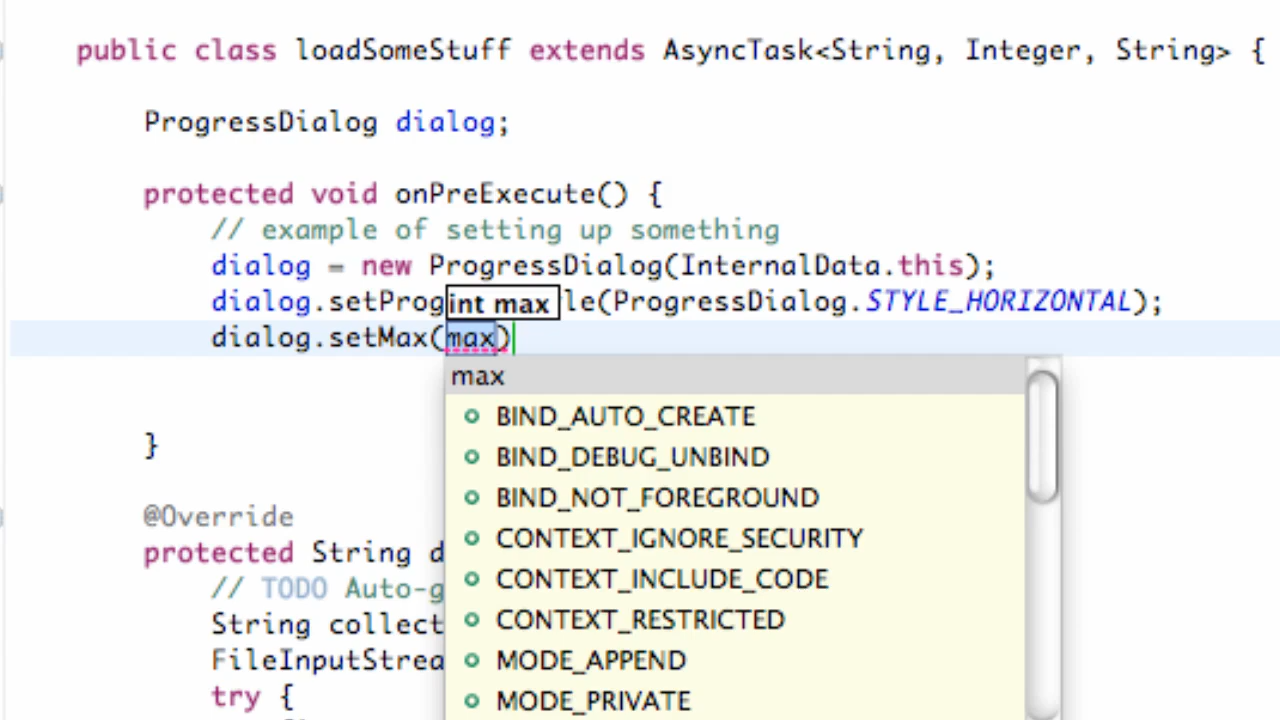 public class loadSomeStuff extends AsyncTask<String, Integer, String> {
ProgressDialog dialog;
protected void onPreExecute() {
// example of setting up something
dialog = new ProgressDialog(InternalData.this);
dialog.setProg
int max
le(ProgressDialog.STYLE_HORIZONTAL);
dialog.setMax(max)
max
BIND_AUTO_CREATE
BIND_DEBUG_UNBIND
BIND_NOT_FOREGROUND
CONTEXT_IGNORE_SECURITY
CONTEXT_INCLUDE_CODE
CONTEXT_RESTRICTED
MODE_APPEND
MODE_PRIVATE
}
@Override
protected String d
// TODO Auto-g
String collect
FileInputStrea
try {